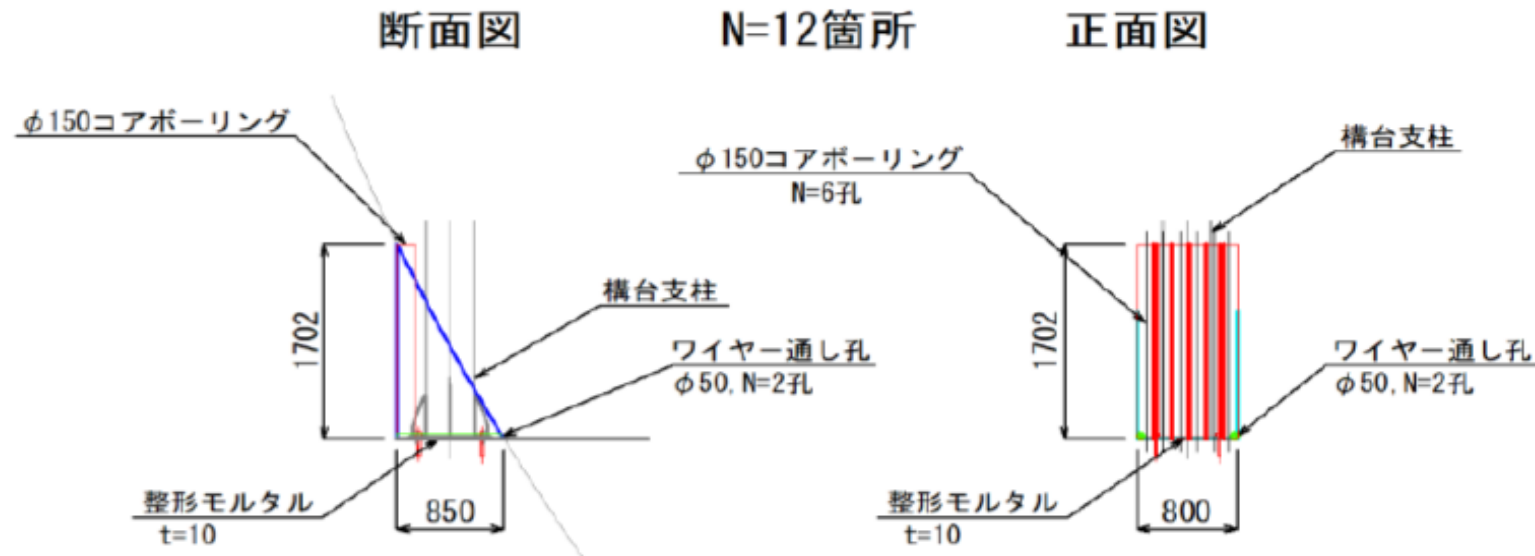 断面図
N=12箇所
正面図
φ150コアボーリング
1702
構台支柱
ワイヤー通し孔
φ50,N=2孔
整形モルタル
t=10
850
φ150コアボーリング
N=6孔
構台支柱
1702
ワイヤー通し孔
φ50,N=2孔
整形モルタル
t=10
800